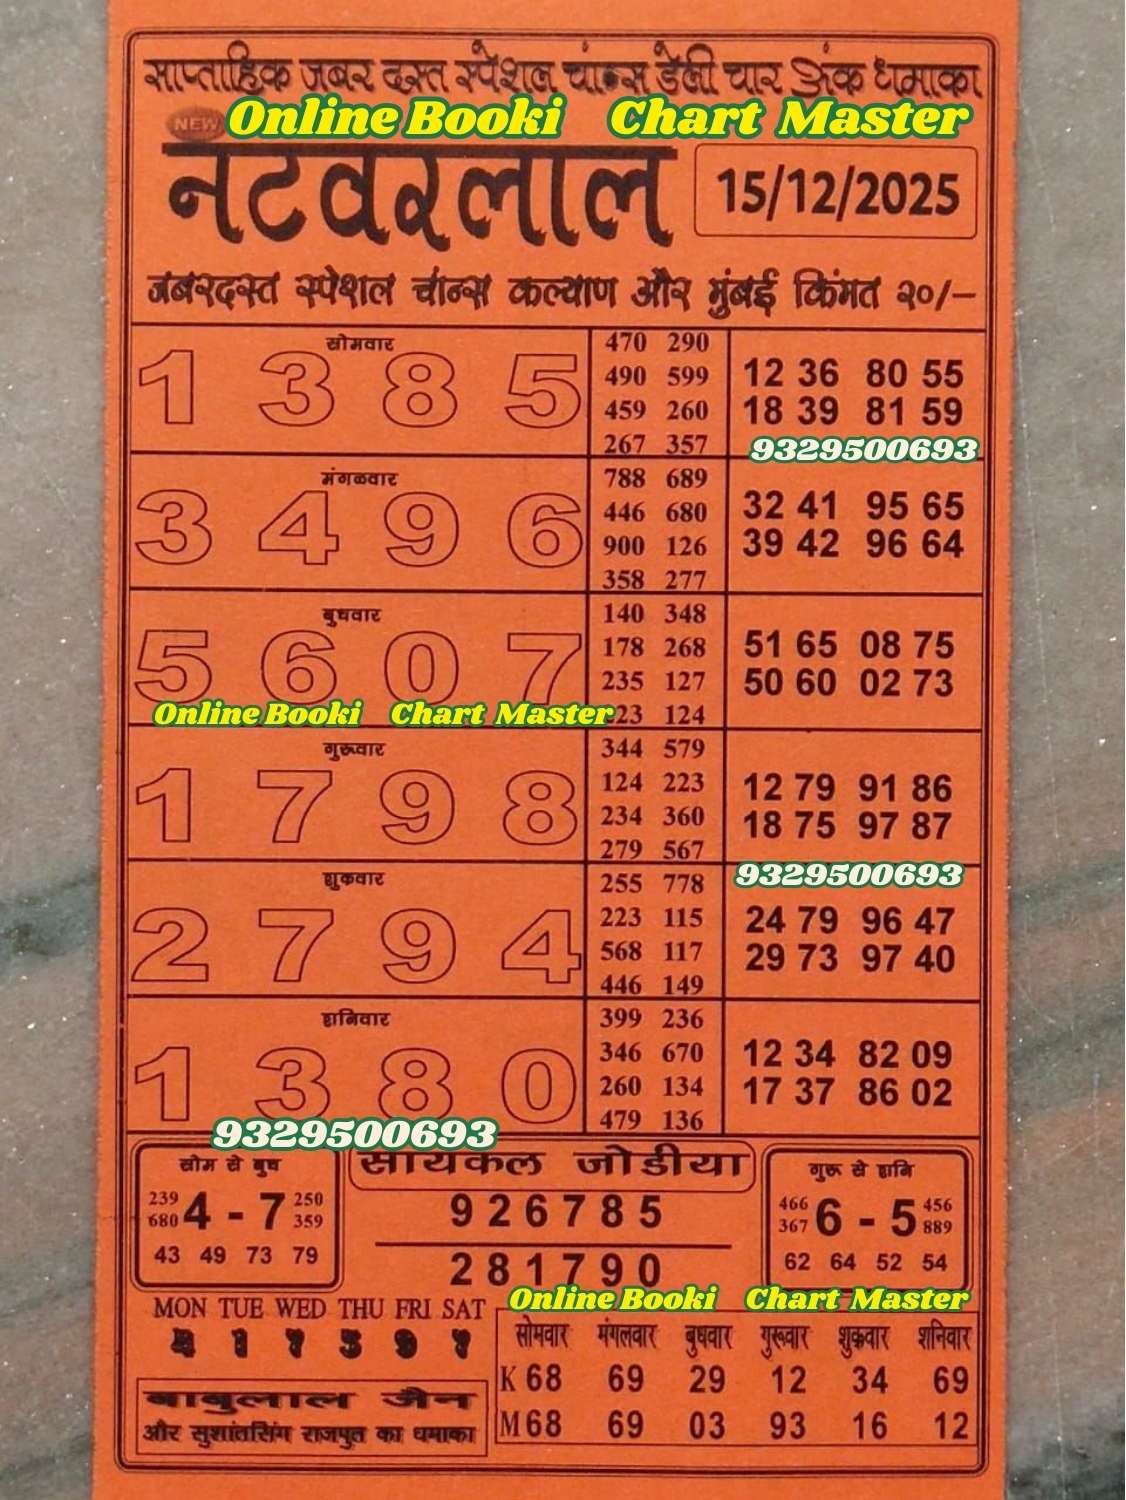 साप्ताहिक जबर दस्त स्पेशल चांन्स डेली चार अंक धमाका
NEW Online Booki Chart Master
नटवरलाल 15/12/2025
जबरदस्त स्पेशल चांन्स कल्याण और मुंबई किंमत २०/-
सोमवार
1 3 8 5
470 290
490 599
459 260
267 357
12 36 80 55
18 39 81 59
9329500693
मंगळवार
3 4 9 6
788 689
446 680
900 126
358 277
32 41 95 65
39 42 96 64
बुधवार
5 6 0 7
140 348
178 268
235 127
23 124
51 65 08 75
50 60 02 73
Online Booki Chart Master
गुरूवार
1 7 9 8
344 579
124 223
234 360
279 567
12 79 91 86
18 75 97 87
9329500693
शुक्रवार
2 7 9 4
255 778
223 115
568 117
446 149
24 79 96 47
29 73 97 40
शनिवार
1 3 8 0
399 236
346 670
260 134
479 136
12 34 82 09
17 37 86 02
9329500693
सोम से बुध
239 250
4 - 7
680 359
43 49 73 79
सायकल जोडीया
926785
281790
गुरू से शनि
466 456
6 - 5
367 889
62 64 52 54
Online Booki Chart Master
MON TUE WED THU FRI SAT
बाबुलाल जैन
और सुशांतसिंग राजपुत का धमाका
सोमवार मंगलवार बुधवार गुरूवार शुक्रवार शनिवार
K 68 69 29 12 34 69
M 68 69 03 93 16 12